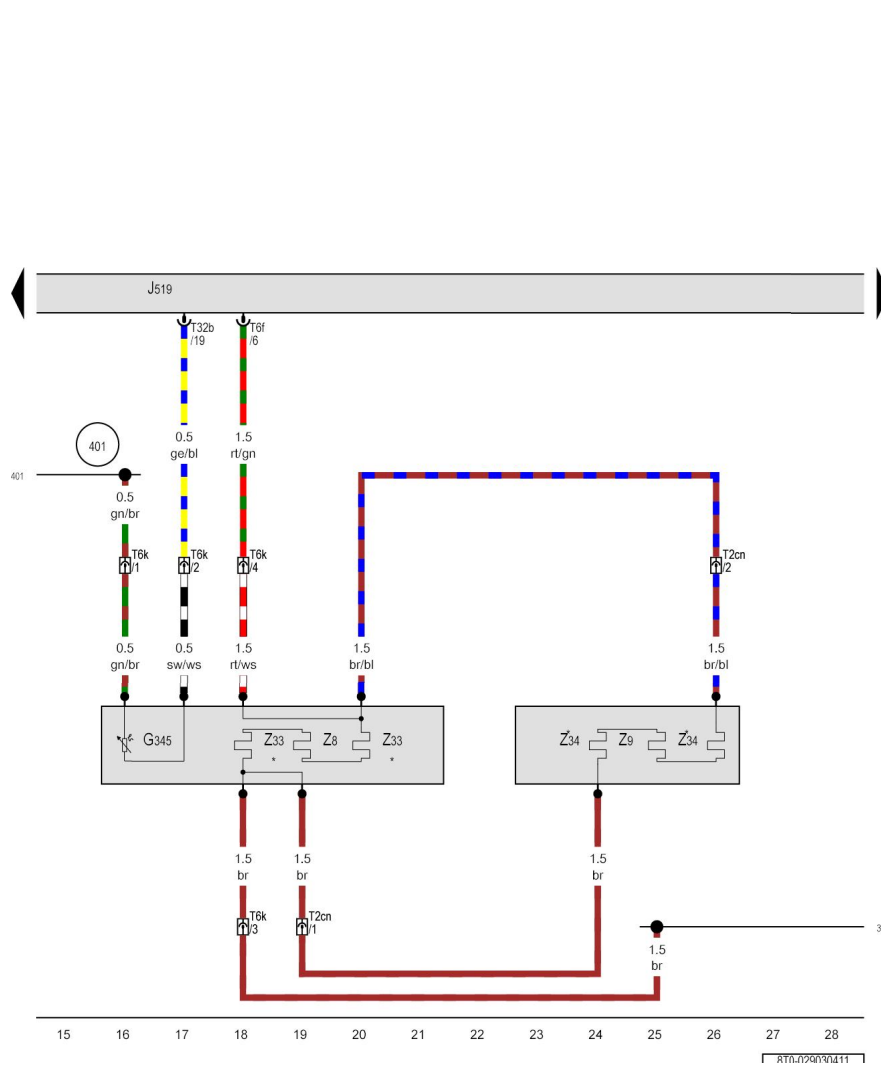 J519
T32b
/19
T6f
/6
401
401
0.5
ge/bl
1.5
rt/gn
0.5
gn/br
T6k
/1
T6k
/2
T6k
/4
T2cn
/2
0.5
gn/br
0.5
sw/ws
1.5
rt/ws
1.5
br/bl
1.5
br/bl
G345
Z33
*
Z8
Z33
*
Z34
*
Z9
Z34
*
1.5
br
1.5
br
1.5
br
T6k
/3
T2cn
/1
3
1.5
br
15 16 17 18 19 20 21 22 23 24 25 26 27 28
8T0-029030411